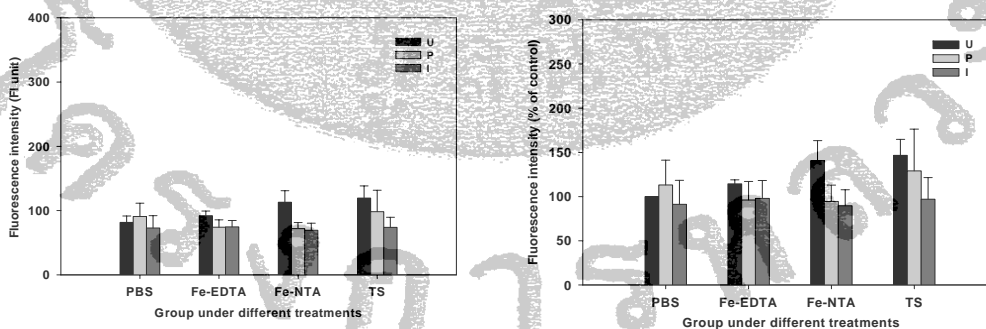 Fluorescence intensity (FI unit)
400
300
200
100
0
U
P
I
PBS Fe-EDTA Fe-NTA TS
Group under different treatments
Fluorescence intensity (% of control)
300
250
200
150
100
50
0
U
P
I
PBS Fe-EDTA Fe-NTA TS
Group under different treatments